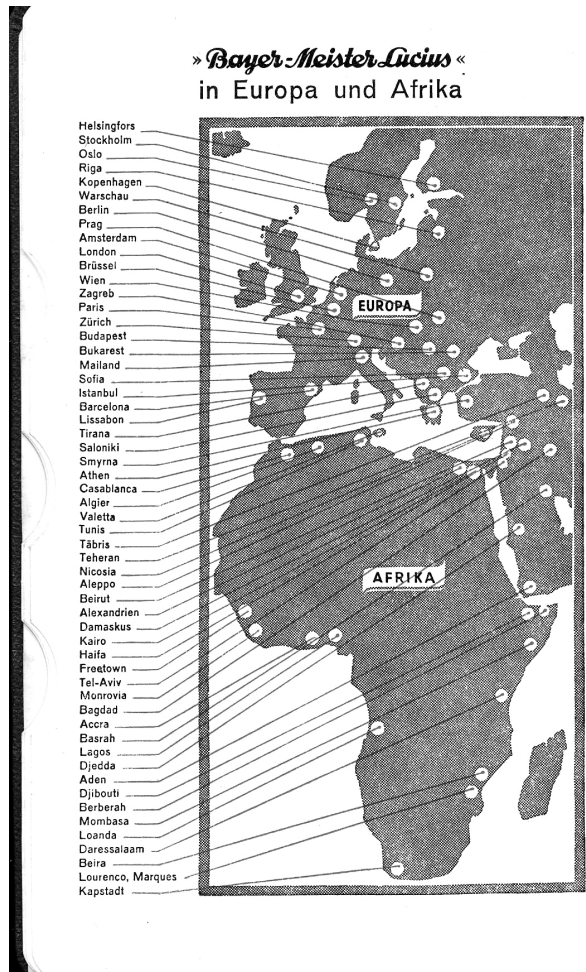 » Bayer-Meister Lucius «
in Europa und Afrika
Helsingfors
Stockholm
Oslo
Riga
Kopenhagen
Warschau
Berlin
Prag
Amsterdam
London
Brüssel
Wien
Zagreb
Paris
Zürich
Budapest
Bukarest
Mailand
Sofia
Istanbul
Barcelona
Lissabon
Tirana
Saloniki
Smyrna
Athen
Casablanca
Algier
Valetta
Tunis
Täbris
Teheran
Nicosia
Aleppo
Beirut
Alexandrien
Damaskus
Kairo
Haifa
Freetown
Tel-Aviv
Monrovia
Bagdad
Accra
Basrah
Lagos
Djedda
Aden
Djibouti
Berberah
Mombasa
Loanda
Daressalaam
Beira
Lourenco, Marques
Kapstadt
EUROPA
AFRIKA